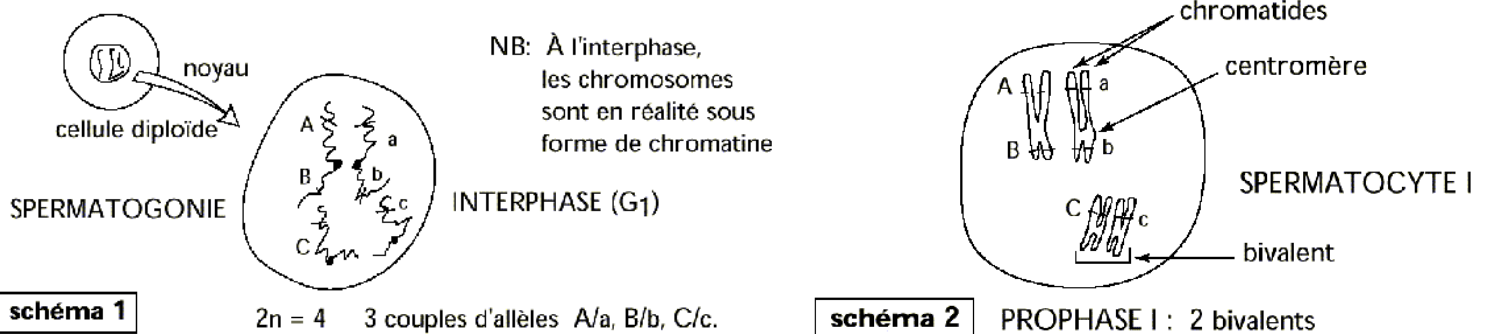 noyau
cellule diploïde
NB: À l'interphase,
les chromosomes
sont en réalité sous
forme de chromatine
A
a
B
b
c
C
SPERMATOGONIE
INTERPHASE (G1)
schéma 1
2n = 4 3 couples d'allèles A/a, B/b, C/c.
chromatides
centromère
A
a
B
b
SPERMATOCYTE I
C
c
bivalent
schéma 2
PROPHASE I : 2 bivalents